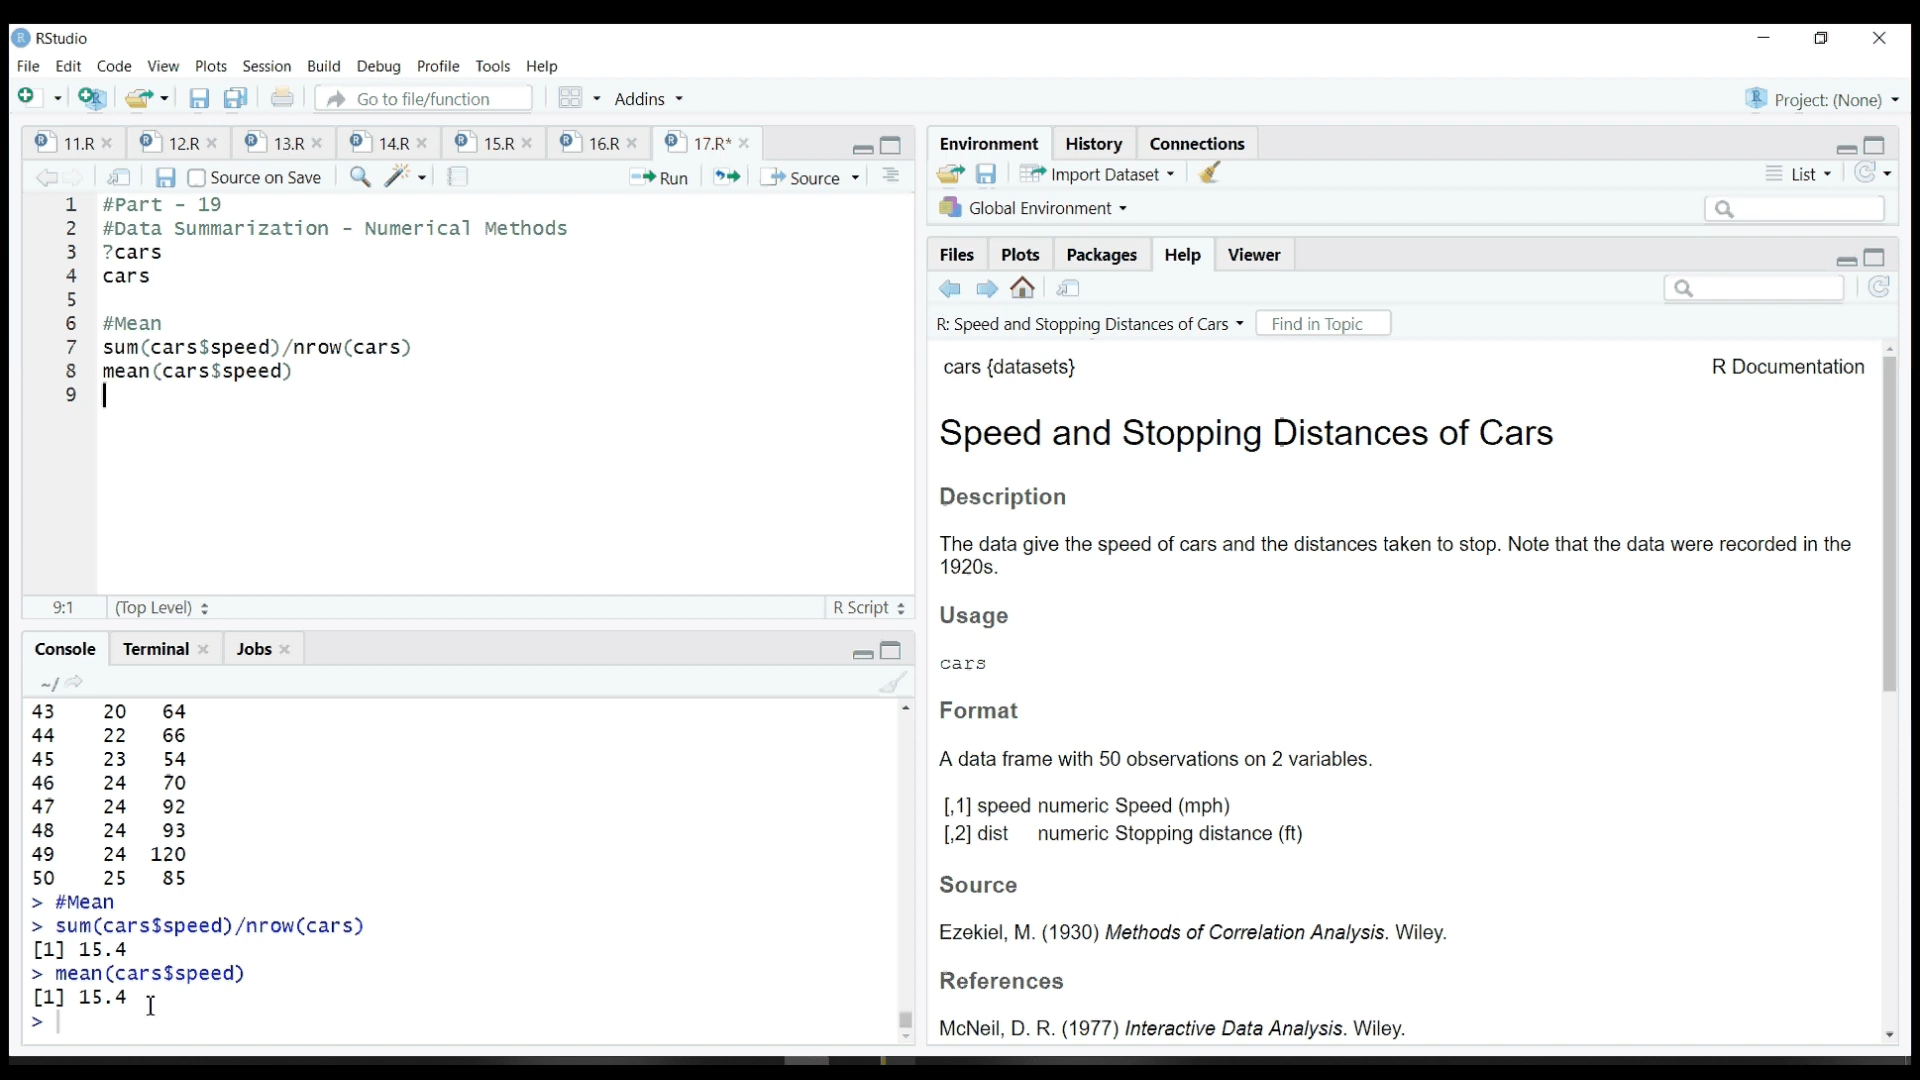 RStudio
File Edit Code View Plots Session Build Debug Profile Tools Help
Go to file/function Addins Project: (None)
11.R 12.R 13.R 14.R 15.R 16.R 17.R*
Source on Save Run Source
1 #Part - 19
2 #Data Summarization - Numerical Methods
3 ?cars
4 cars
5
6 #Mean
7 sum(cars$speed)/nrow(cars)
8 mean(cars$speed)
9
9:1 (Top Level) R Script
Console Terminal Jobs
~/
43 20 64
44 22 66
45 23 54
46 24 70
47 24 92
48 24 93
49 24 120
50 25 85
> #Mean
> sum(cars$speed)/nrow(cars)
[1] 15.4
> mean(cars$speed)
[1] 15.4
>
Environment History Connections
Import Dataset List
Global Environment
Files Plots Packages Help Viewer
R: Speed and Stopping Distances of Cars Find in Topic
cars {datasets} R Documentation
Speed and Stopping Distances of Cars
Description
The data give the speed of cars and the distances taken to stop. Note that the data were recorded in the
1920s.
Usage
cars
Format
A data frame with 50 observations on 2 variables.
[,1] speed numeric Speed (mph)
[,2] dist numeric Stopping distance (ft)
Source
Ezekiel, M. (1930) Methods of Correlation Analysis. Wiley.
References
McNeil, D. R. (1977) Interactive Data Analysis. Wiley.